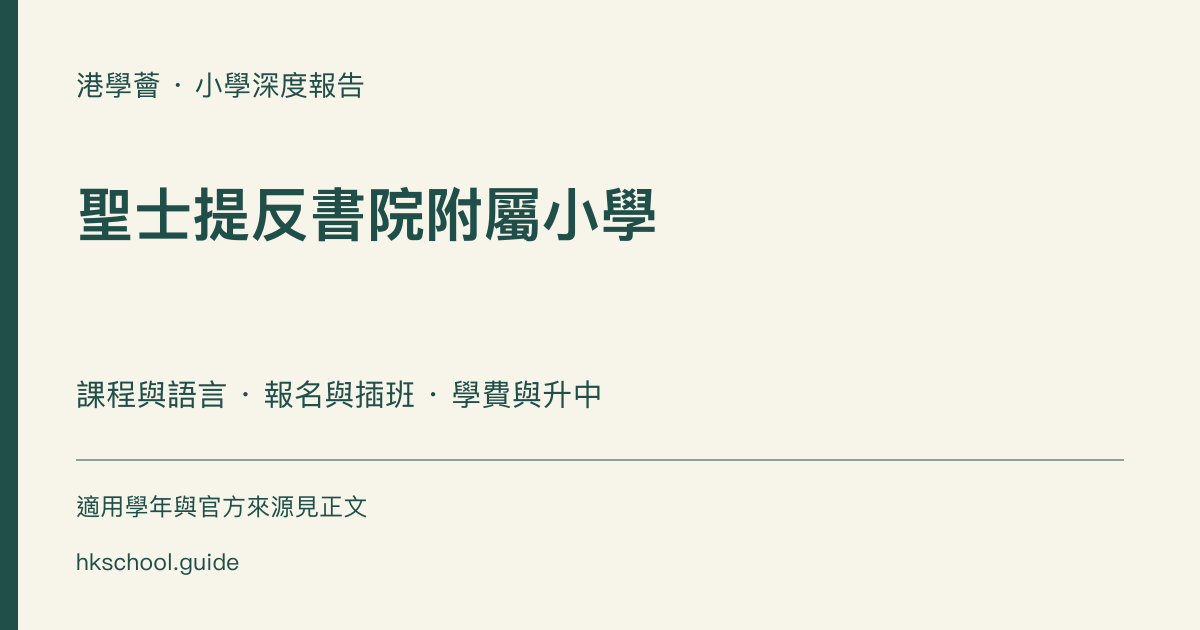 港學薈 · 小學深度報告
聖士提反書院附屬小學
課程與語言 · 報名與插班 · 學費與升中
適用學年與官方來源見正文
hkschool.guide